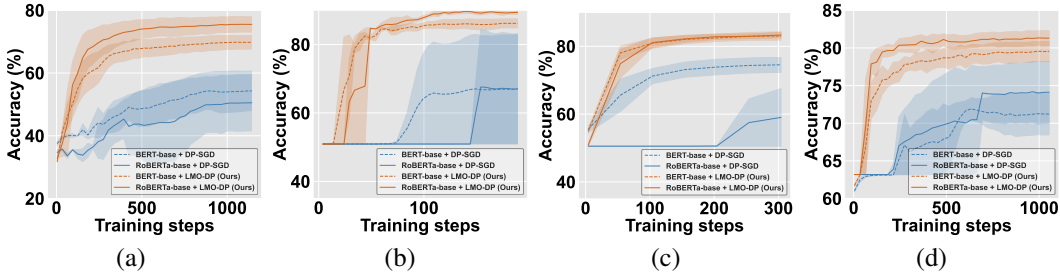 80
60
40
20
Accuracy (%)
0
500
1000
Training steps
BERT-base + DP-SGD
RoBERTa-base + DP-SGD
BERT-base + LMO-DP (Ours)
RoBERTa-base + LMO-DP (Ours)
(a)
90
80
60
40
Accuracy (%)
0
100
Training steps
BERT-base + DP-SGD
RoBERTa-base + DP-SGD
BERT-base + LMO-DP (Ours)
RoBERTa-base + LMO-DP (Ours)
(b)
80
60
40
Accuracy (%)
0
100
200
300
Training steps
BERT-base + DP-SGD
RoBERTa-base + DP-SGD
BERT-base + LMO-DP (Ours)
RoBERTa-base + LMO-DP (Ours)
(c)
85
80
75
70
65
60
Accuracy (%)
0
500
1000
Training steps
BERT-base + DP-SGD
RoBERTa-base + DP-SGD
BERT-base + LMO-DP (Ours)
RoBERTa-base + LMO-DP (Ours)
(d)